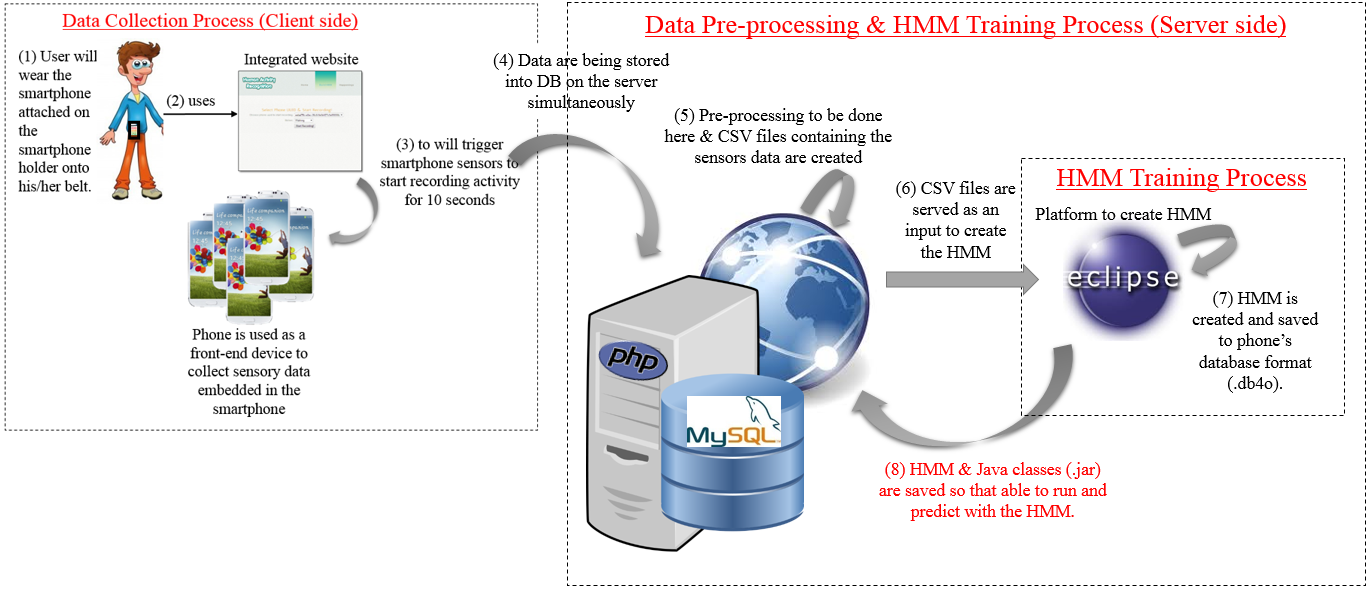 Data Collection Process (Client side)
(1) User will
wear the
smartphone
attached on
the
smartphone
holder onto
his/her belt.
(2) uses
Integrated website
Human Activity
Recognition
(3) to will trigger
smartphone sensors to
start recording activity
for 10 seconds
Life companion
12:45
Phone is used as a
front-end device to
collect sensory data
embedded in the
smartphone
Data Pre-processing & HMM Training Process (Server side)
(4) Data are being stored
into DB on the server
simultaneously
(5) Pre-processing to be done
here & CSV files containing the
sensors data are created
php
MySQL
(6) CSV files are
served as an
input to create
the HMM
HMM Training Process
Platform to create HMM
eclipse
(7) HMM is
created and saved
to phone’s
database format
(.db4o).
(8) HMM & Java classes (.jar)
are saved so that able to run and
predict with the HMM.